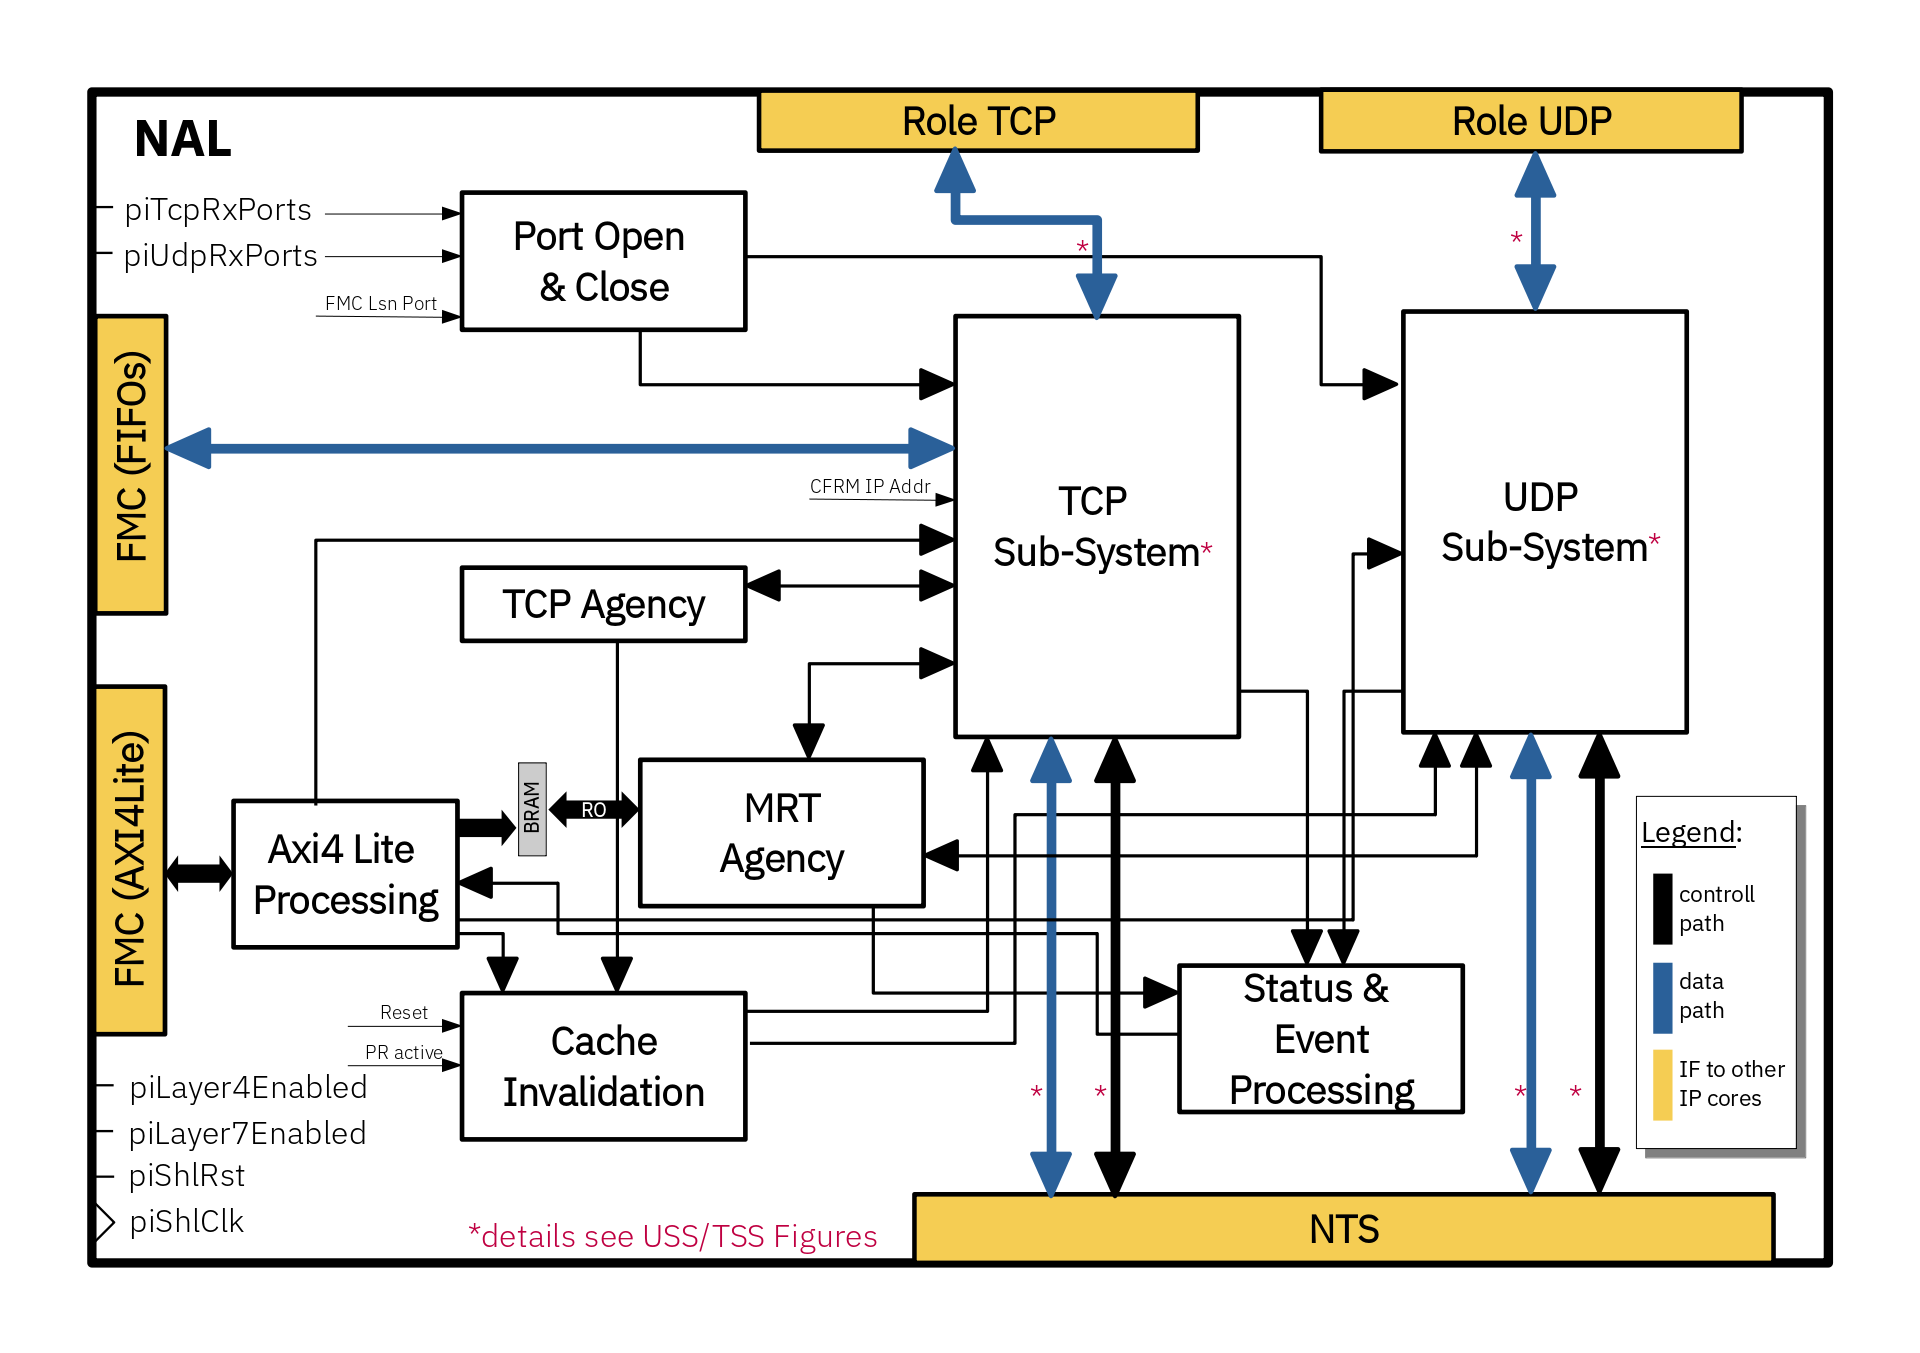 NAL
Role TCP
Role UDP
piTcpRxPorts
piUdpRxPorts
FMC Lsn Port
Port Open
& Close
*
*
FMC (FIFOs)
CFRM IP Addr
TCP
Sub-System*
UDP
Sub-System*
TCP Agency
FMC (AXI4Lite)
Axi4 Lite
Processing
BRAM
RO
MRT
Agency
Legend:
controll
path
data
path
IF to other
IP cores
Reset
PR active
Cache
Invalidation
Status &
Event
Processing
*
*
*
*
piLayer4Enabled
piLayer7Enabled
piShlRst
piShlClk
*details see USS/TSS Figures
NTS